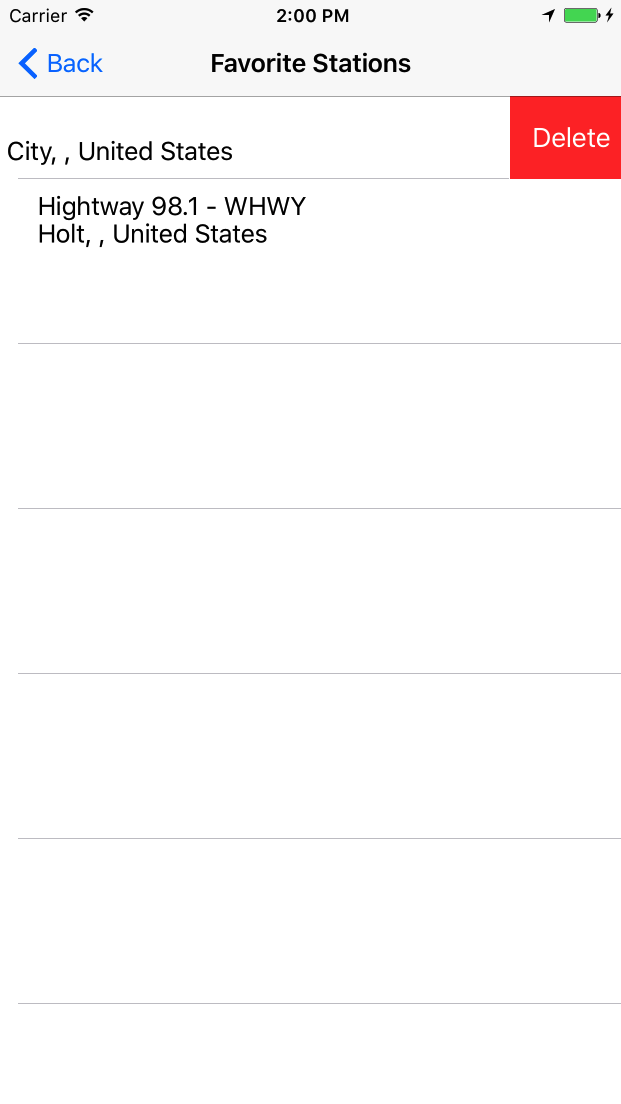 Carrier 2:00 PM
Back Favorite Stations
City, , United States Delete
Hightway 98.1 - WHWY
Holt, , United States